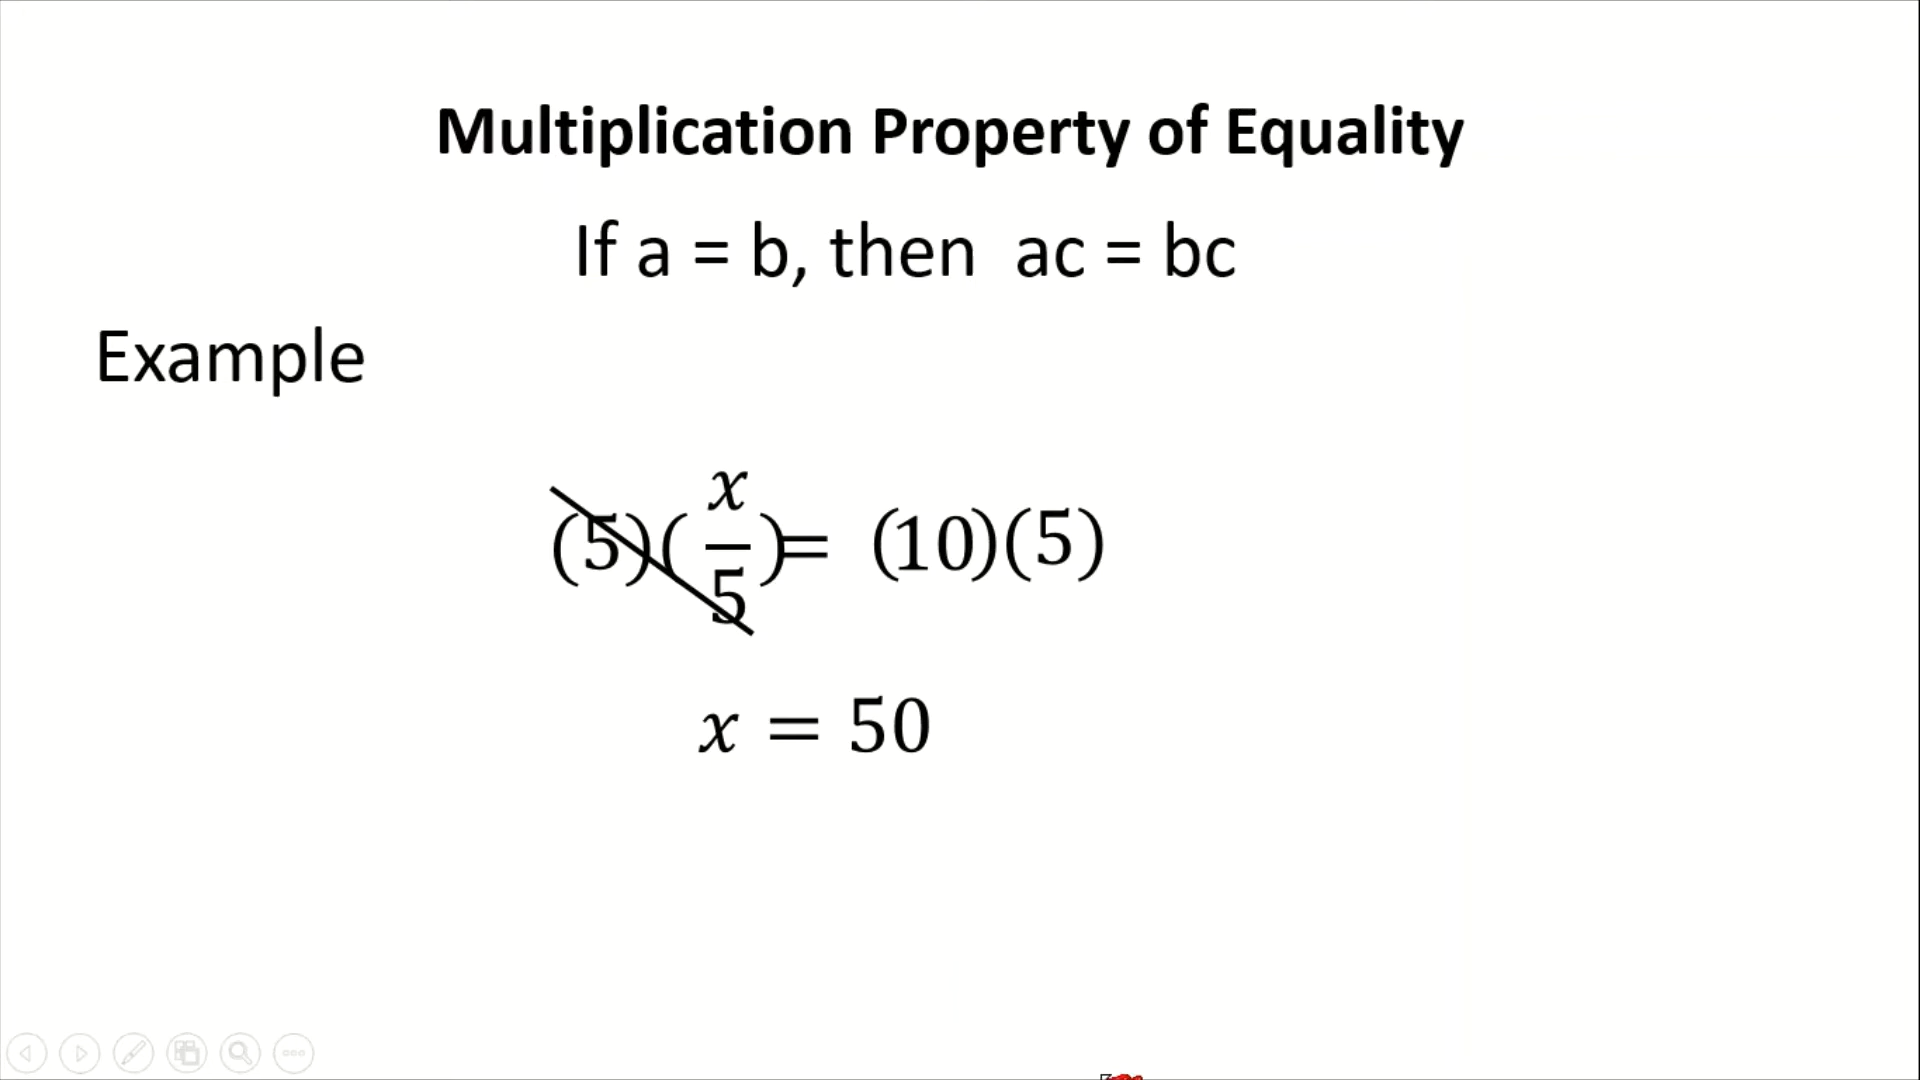 Multiplication Property of Equality
If a = b, then ac = bc
Example
(5)(x/5)= (10)(5)
x = 50